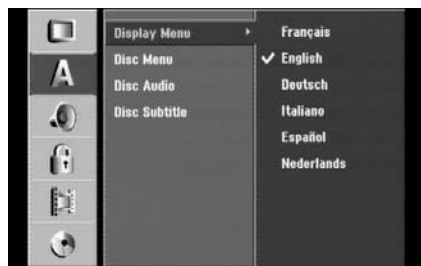 A
Display Menu
Disc Menu
Disc Audio
Disc Subtitle
Français
English
Deutsch
Italiano
Español
Nederlands